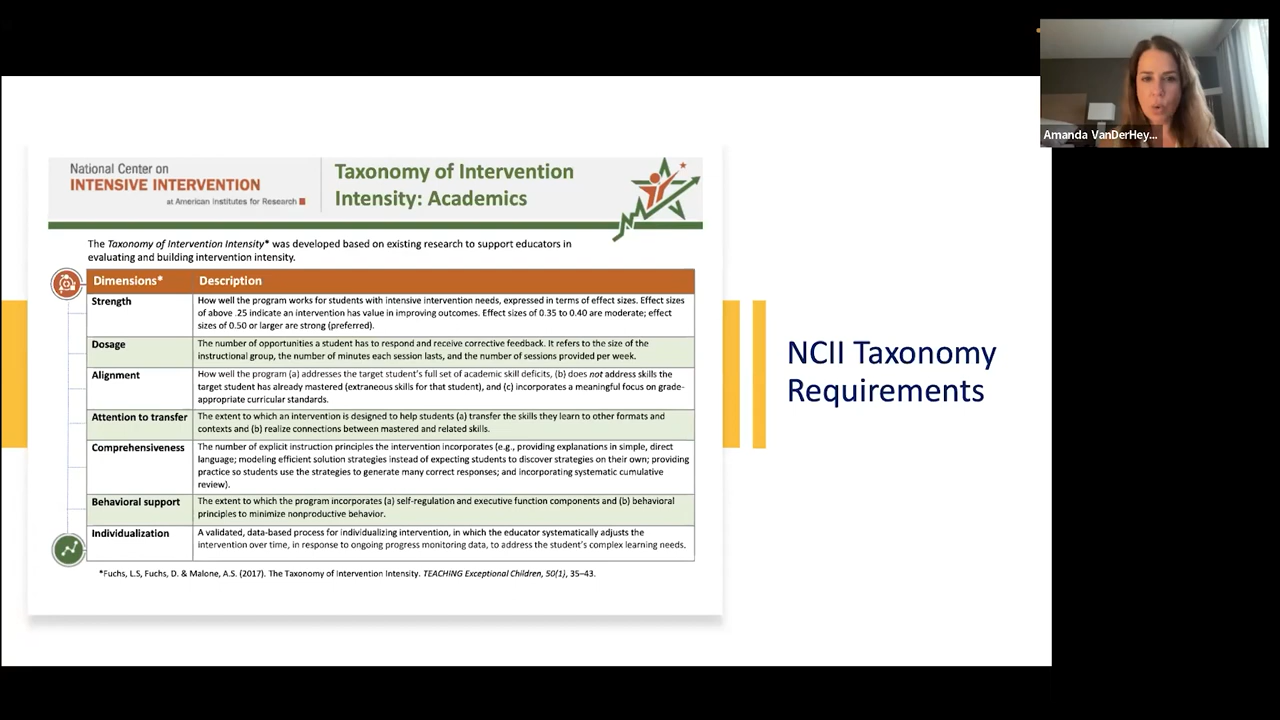 Amanda VanDerHey...
National Center on
INTENSIVE INTERVENTION
at American Institutes for Research
Taxonomy of Intervention
Intensity: Academics
The Taxonomy of Intervention Intensity* was developed based on existing research to support educators in
evaluating and building intervention intensity.
Dimensions* Description
Strength
How well the program works for students with intensive intervention needs, expressed in terms of effect sizes. Effect sizes
of above .25 indicate an intervention has value in improving outcomes. Effect sizes of 0.35 to 0.40 are moderate; effect
sizes of 0.50 or larger are strong (preferred).
Dosage
The number of opportunities a student has to respond and receive corrective feedback. It refers to the size of the
instructional group, the number of minutes each session lasts, and the number of sessions provided per week.
Alignment
How well the program (a) addresses the target student's full set of academic skill deficits, (b) does not address skills the
target student has already mastered (extraneous skills for that student), and (c) incorporates a meaningful focus on grade-
appropriate curricular standards.
Attention to transfer
The extent to which an intervention is designed to help students (a) transfer the skills they learn to other formats and
contexts and (b) realize connections between mastered and related skills.
Comprehensiveness
The number of explicit instruction principles the intervention incorporates (e.g., providing explanations in simple, direct
language; modeling efficient solution strategies instead of expecting students to discover strategies on their own; providing
practice so students use the strategies to generate many correct responses; and incorporating systematic cumulative
review).
Behavioral support
The extent to which the program incorporates (a) self-regulation and executive function components and (b) behavioral
principles to minimize nonproductive behavior.
Individualization
A validated, data-based process for individualizing intervention, in which the educator systematically adjusts the
intervention over time, in response to ongoing progress monitoring data, to address the student's complex learning needs.
*Fuchs, L.S, Fuchs, D. & Malone, A.S. (2017). The Taxonomy of Intervention Intensity. TEACHING Exceptional Children, 50(1), 35–43.
NCII Taxonomy
Requirements